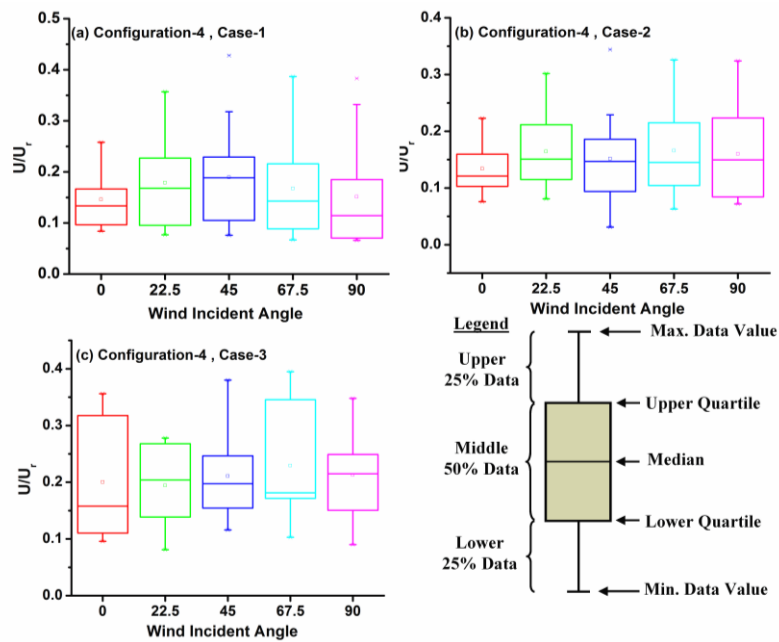 (a) Configuration-4 , Case-1
0.5
0.4
0.3
0.2
0.1
0.0
U/Ur
0 22.5 45 67.5 90
Wind Incident Angle
(b) Configuration-4 , Case-2
0.4
0.3
0.2
0.1
0.0
U/Ur
0 22.5 45 67.5 90
Wind Incident Angle
(c) Configuration-4 , Case-3
0.4
0.3
0.2
0.1
0.0
U/Ur
0 22.5 45 67.5 90
Wind Incident Angle
Legend
Max. Data Value
Upper
25% Data
Upper Quartile
Middle
50% Data
Median
Lower Quartile
Lower
25% Data
Min. Data Value